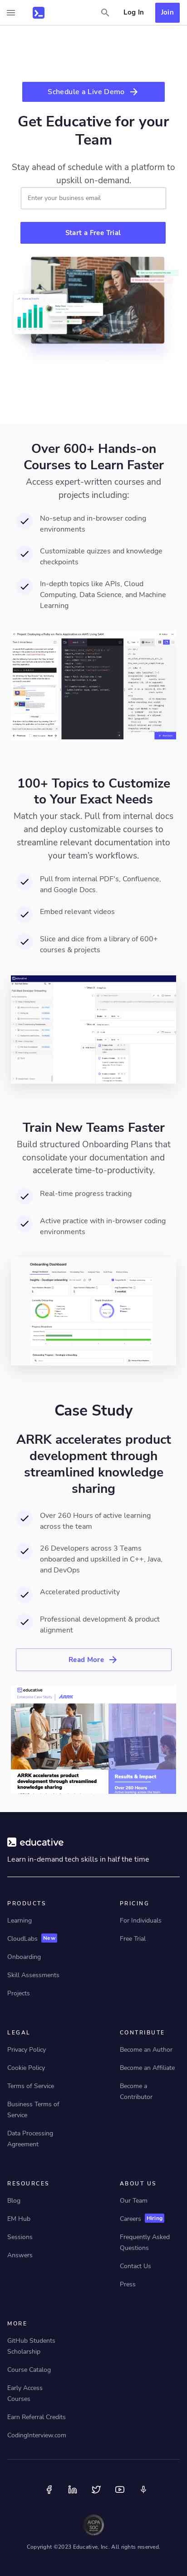 Log In
Join
Schedule a Live Demo
Get Educative for your
Team
Stay ahead of schedule with a platform to
upskill on-demand.
Enter your business email
Start a Free Trial
Over 600+ Hands-on
Courses to Learn Faster
Access expert-written courses and
projects including:
No-setup and in-browser coding
environments
Customizable quizzes and knowledge
checkpoints
In-depth topics like APIs, Cloud
Computing, Data Science, and Machine
Learning
100+ Topics to Customize
to Your Exact Needs
Match your stack. Pull from internal docs
and deploy customizable courses to
streamline relevant documentation into
your team's workflows.
Pull from internal PDF's, Confluence,
and Google Docs.
Embed relevant videos
Slice and dice from a library of 600+
courses & projects
Train New Teams Faster
Build structured Onboarding Plans that
consolidate your documentation and
accelerate time-to-productivity.
Real-time progress tracking
Active practice with in-browser coding
environments
Onboarding Dashboard
Case Study
ARRK accelerates product
development through
streamlined knowledge
sharing
Over 260 Hours of active learning
across the team
26 Developers across 3 Teams
onboarded and upskilled in C++, Java,
and DevOps
Accelerated productivity
Professional development & product
alignment
Read More
educative
ARRK
ARRK accelerates product
development through streamlined
knowledge sharing
Results & Impact
Over 260 Hours
educative
Learn in-demand tech skills in half the time
PRODUCTS
Learning
CloudLabs New
Onboarding
Skill Assessments
Projects
PRICING
For Individuals
Free Trial
LEGAL
Privacy Policy
Cookie Policy
Terms of Service
Business Terms of
Service
Data Processing
Agreement
CONTRIBUTE
Become an Author
Become an Affiliate
Become a
Contributor
RESOURCES
Blog
EM Hub
Sessions
Answers
ABOUT US
Our Team
Careers Hiring
Frequently Asked
Questions
Contact Us
Press
MORE
GitHub Students
Scholarship
Course Catalog
Early Access
Courses
Earn Referral Credits
CodingInterview.com
AICPA
SOC
Copyright ©2023 Educative, Inc. All rights reserved.